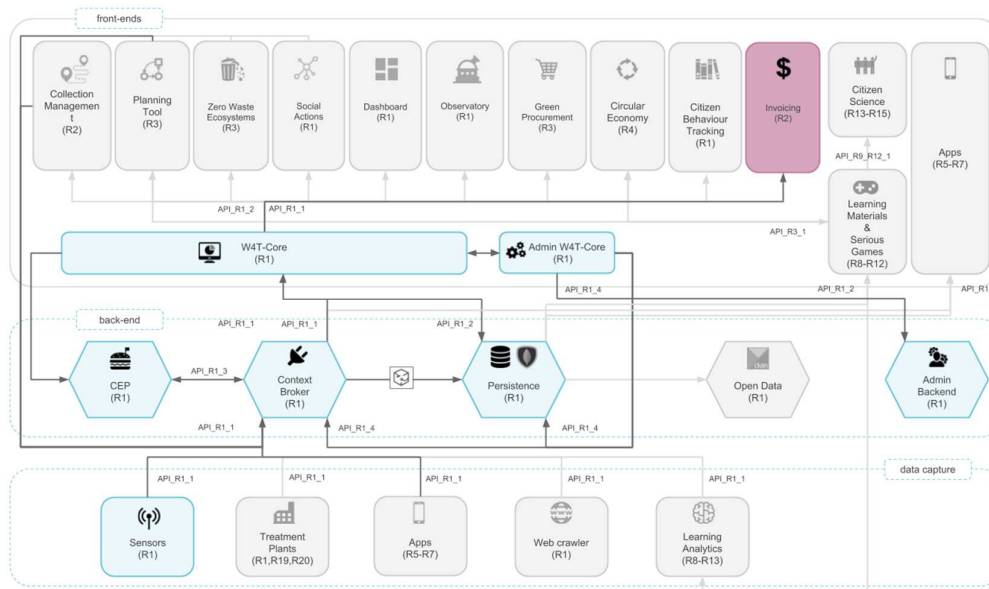 front-ends
Collection
Managemen
t
(R2)
Planning
Tool
(R3)
Zero Waste
Ecosystems
(R3)
Social
Actions
(R1)
Dashboard
(R1)
Observatory
(R1)
Green
Procurement
(R3)
Circular
Economy
(R4)
Citizen
Behaviour
Tracking
(R1)
$
Invoicing
(R2)
Citizen
Science
(R13-R15)
Apps
(R5-R7)
API_R9_R12_1
Learning
Materials
&
Serious
Games
(R8-R12)
API_R1_2
API_R1_1
API_R3_1
W4T-Core
(R1)
Admin W4T-Core
(R1)
API_R1_4
API_R1_2
API_R1
back-end
API_R1_1
API_R1_1
API_R1_2
CEP
(R1)
API_R1_3
Context
Broker
(R1)
Persistence
(R1)
ckan
Open Data
(R1)
Admin
Backend
(R1)
API_R1_1
API_R1_4
API_R1_4
data capture
API_R1_1
API_R1_1
API_R1_1
API_R1_1
API_R1_1
Sensors
(R1)
Treatment
Plants
(R1,R19,R20)
Apps
(R5-R7)
www
Web crawler
(R1)
Learning
Analytics
(R8-R13)